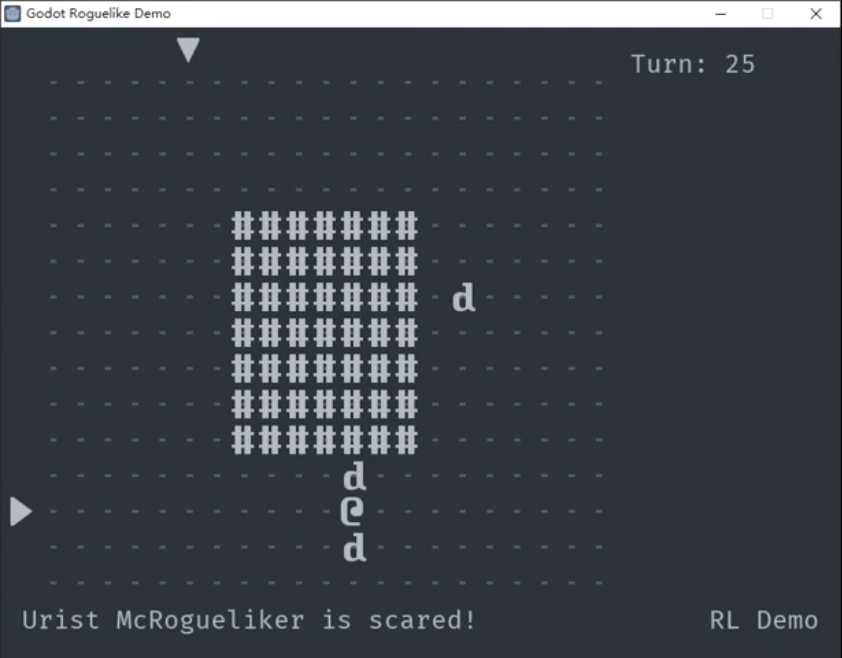 Godot Roguelike Demo
Turn: 25
- - - - - - - - - - - - - - - - - - - - -
- - - - - - - - - - - - - - - - - - - - -
- - - - - - - - - - - - - - - - - - - - -
- - - - - - - - - - - - - - - - - - - - -
- - - - - - - # # # # # # # - - - - - - -
- - - - - - - # # # # # # # - - - - - - -
- - - - - - - # # # # # # # - d - - - - -
- - - - - - - # # # # # # # - - - - - - -
- - - - - - - # # # # # # # - - - - - - -
- - - - - - - # # # # # # # - - - - - - -
- - - - - - - # # # # # # # - - - - - - -
- - - - - - - - - - - d - - - - - - - - -
- - - - - - - - - - - @ - - - - - - - - -
- - - - - - - - - - - d - - - - - - - - -
- - - - - - - - - - - - - - - - - - - - -
Urist McRogueliker is scared!
RL Demo